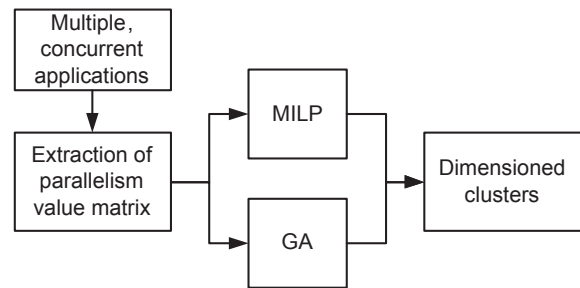 Multiple,
concurrent
applications
Extraction of
parallelism
value matrix
MILP
GA
Dimensioned
clusters